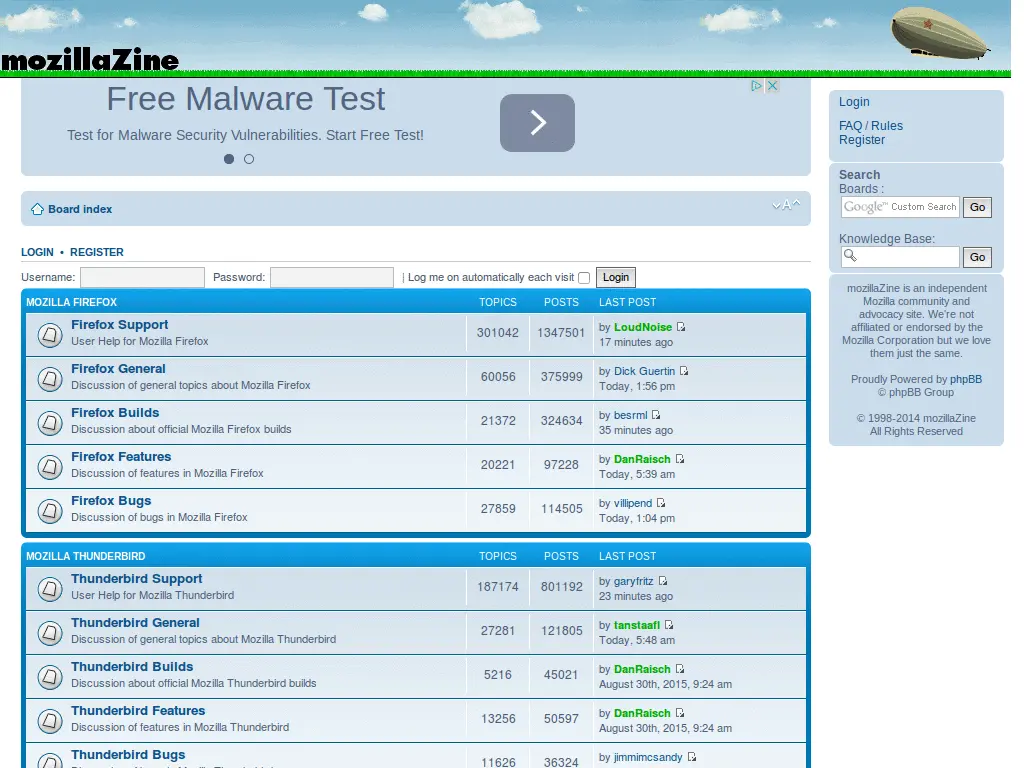 mozillaZine
Free Malware Test
Test for Malware Security Vulnerabilities. Start Free Test!
Login
FAQ / Rules
Register
Search
Boards :
Google™ Custom Search Go
Knowledge Base:
Go
mozillaZine is an independent
Mozilla community and
advocacy site. We're not
affiliated or endorsed by the
Mozilla Corporation but we love
them just the same.
Proudly Powered by phpBB
© phpBB Group
© 1998-2014 mozillaZine
All Rights Reserved
Board index
A
LOGIN • REGISTER
Username: Password: | Log me on automatically each visit Login
MOZILLA FIREFOX TOPICS POSTS LAST POST
Firefox Support
User Help for Mozilla Firefox
301042 1347501
by LoudNoise
17 minutes ago
Firefox General
Discussion of general topics about Mozilla Firefox
60056 375999
by Dick Guertin
Today, 1:56 pm
Firefox Builds
Discussion about official Mozilla Firefox builds
21372 324634
by besrml
35 minutes ago
Firefox Features
Discussion of features in Mozilla Firefox
20221 97228
by DanRaisch
Today, 5:39 am
Firefox Bugs
Discussion of bugs in Mozilla Firefox
27859 114505
by villipend
Today, 1:04 pm
MOZILLA THUNDERBIRD TOPICS POSTS LAST POST
Thunderbird Support
User Help for Mozilla Thunderbird
187174 801192
by garyfritz
23 minutes ago
Thunderbird General
Discussion of general topics about Mozilla Thunderbird
27281 121805
by tanstaafl
Today, 5:48 am
Thunderbird Builds
Discussion about official Mozilla Thunderbird builds
5216 45021
by DanRaisch
August 30th, 2015, 9:24 am
Thunderbird Features
Discussion of features in Mozilla Thunderbird
13256 50597
by DanRaisch
August 30th, 2015, 9:24 am
Thunderbird Bugs
11626 36324
by jimmimcsandy